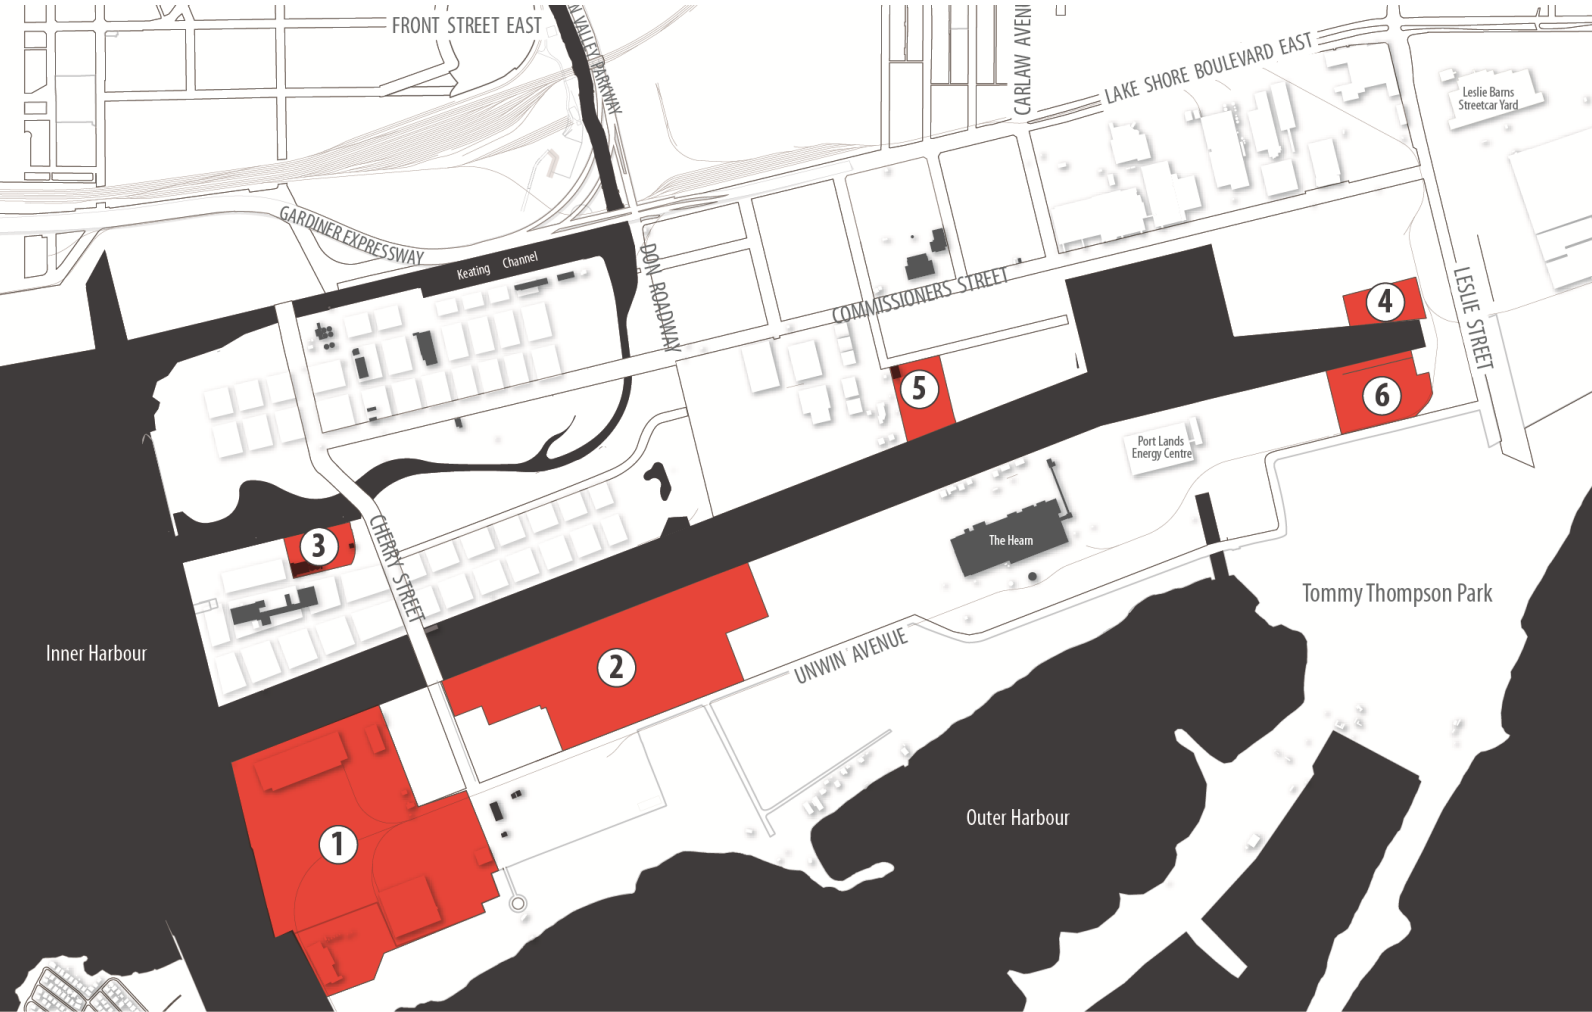 FRONT STREET EAST
N VALLEY PARKWAY
CARLAW AVENU
LAKE SHORE BOULEVARD EAST
Leslie Barns
Streetcar Yard
GARDINER EXPRESSWAY
Keating Channel
DON ROADWAY
COMMISSIONERS STREET
LESLIE STREET
4
5
6
Port Lands
Energy Centre
3
CHERRY STREET
The Hearn
Tommy Thompson Park
Inner Harbour
2
UNWIN AVENUE
1
Outer Harbour